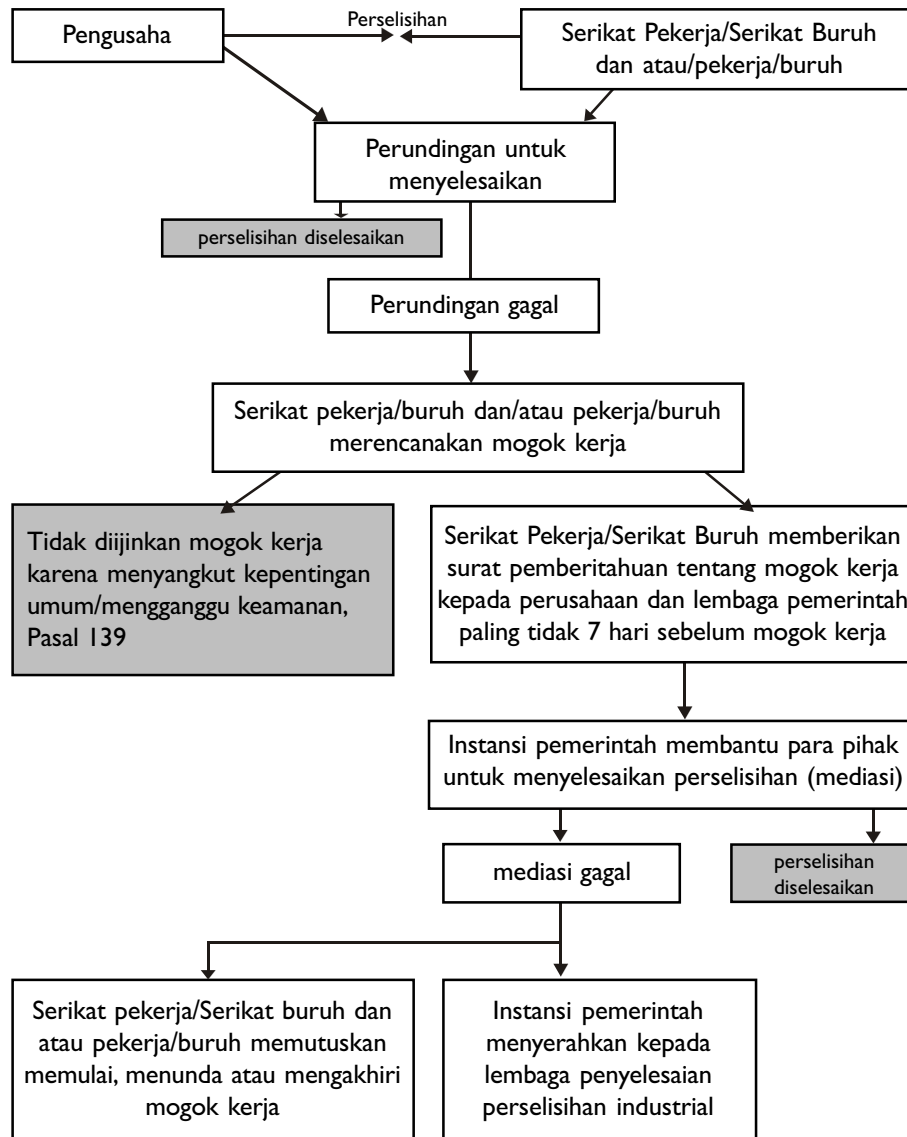 Pengusaha
Perselisihan
Serikat Pekerja/Serikat Buruh
dan atau/pekerja/buruh
Perundingan untuk
menyelesaikan
perselisihan diselesaikan
Perundingan gagal
Serikat pekerja/buruh dan/atau pekerja/buruh
merencanakan mogok kerja
Tidak diijinkan mogok kerja
karena menyangkut kepentingan
umum/mengganggu keamanan,
Pasal 139
Serikat Pekerja/Serikat Buruh memberikan
surat pemberitahuan tentang mogok kerja
kepada perusahaan dan lembaga pemerintah
paling tidak 7 hari sebelum mogok kerja
Instansi pemerintah membantu para pihak
untuk menyelesaikan perselisihan (mediasi)
mediasi gagal
perselisihan
diselesaikan
Serikat pekerja/Serikat buruh dan
atau pekerja/buruh memutuskan
memulai, menunda atau mengakhiri
mogok kerja
Instansi pemerintah
menyerahkan kepada
lembaga penyelesaian
perselisihan industrial